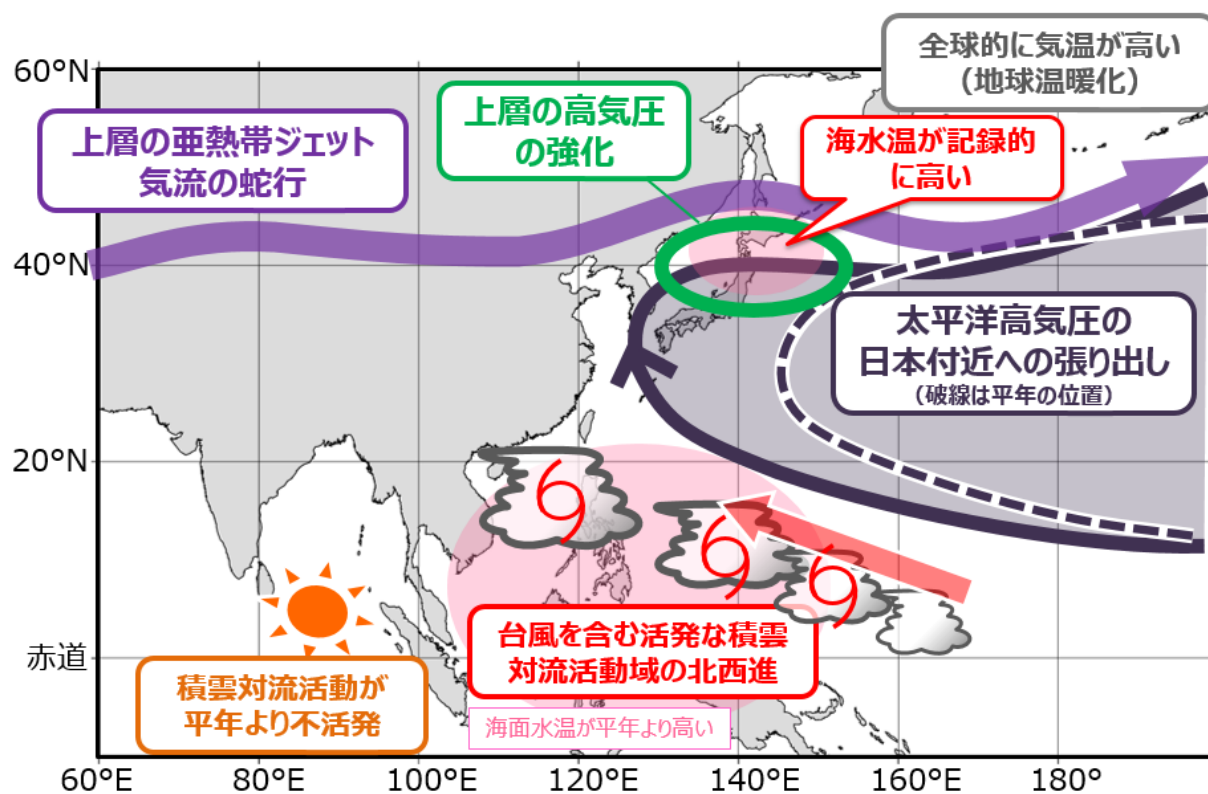 全球的に気温が高い
（地球温暖化）
60°N
上層の亜熱帯ジェット
気流の蛇行
上層の高気圧
の強化
海水温が記録的
に高い
40°N
太平洋高気圧の
日本付近への張り出し
（破線は平年の位置）
20°N
赤道
台風を含む活発な積雲
対流活動域の北西進
積雲対流活動が
平年より不活発
海面水温が平年より高い
60°E
80°E
100°E
120°E
140°E
160°E
180°